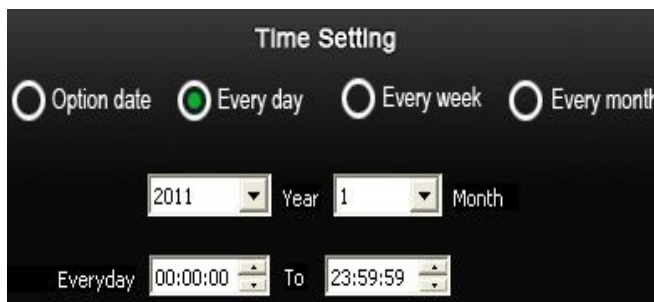 Time Setting
Option date Every day Every week Every month
2011 Year 1 Month
Everyday 00:00:00 To 23:59:59